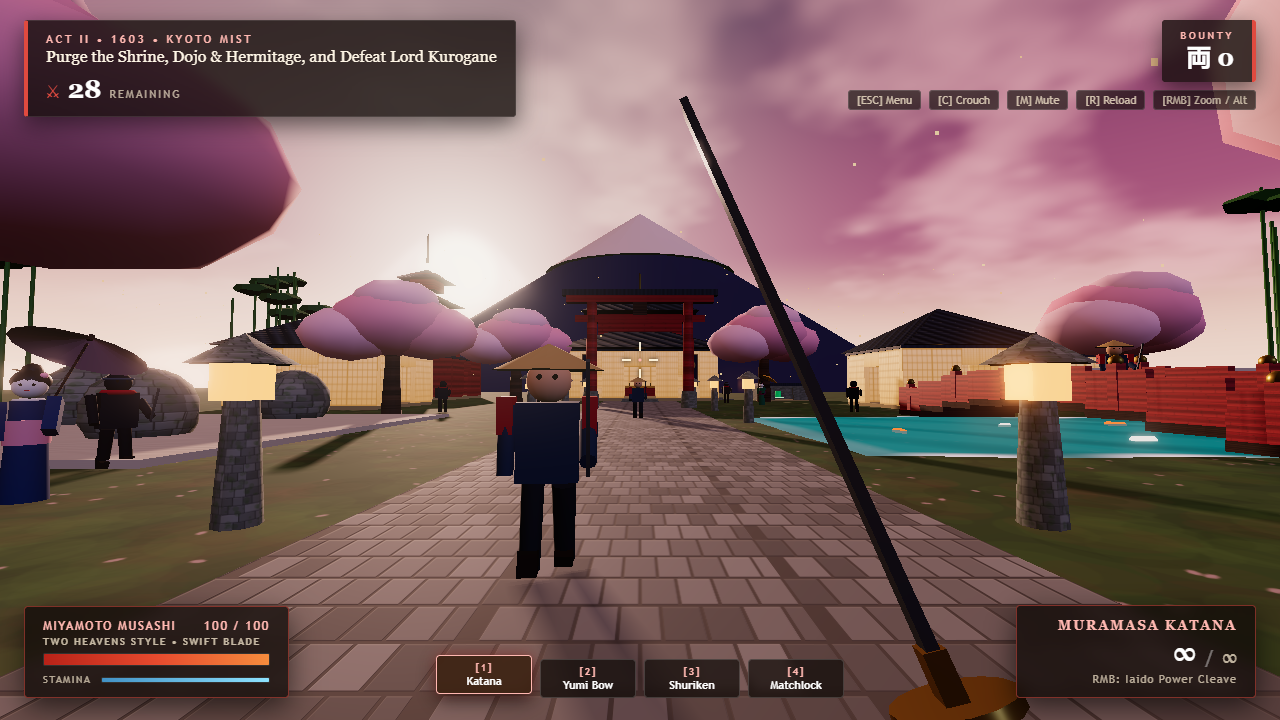 ACT II • 1603 • KYOTO MIST
Purge the Shrine, Dojo & Hermitage, and Defeat Lord Kurogane
⚔ 28 REMAINING
BOUNTY
両 0
[ESC] Menu
[C] Crouch
[M] Mute
[R] Reload
[RMB] Zoom / Alt
MIYAMOTO MUSASHI 100 / 100
TWO HEAVENS STYLE • SWIFT BLADE
STAMINA
[1]
Katana
[2]
Yumi Bow
[3]
Shuriken
[4]
Matchlock
MURAMASA KATANA
∞ / ∞
RMB: Iaido Power Cleave